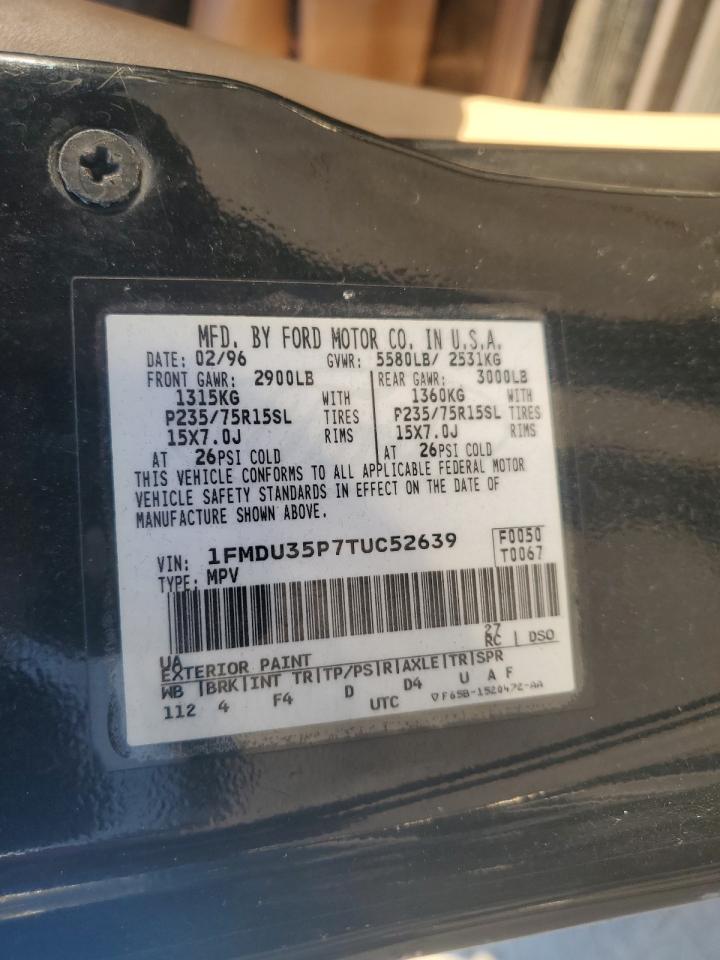 MFD. BY FORD MOTOR CO. IN U.S.A.
DATE: 02/96 GVWR: 5580LB/ 2531KG
FRONT GAWR: 2900LB REAR GAWR: 3000LB
1315KG WITH 1360KG WITH
P235/75R15SL TIRES P235/75R15SL TIRES
15X7.0J RIMS 15X7.0J RIMS
AT 26PSI COLD AT 26PSI COLD
THIS VEHICLE CONFORMS TO ALL APPLICABLE FEDERAL MOTOR
VEHICLE SAFETY STANDARDS IN EFFECT ON THE DATE OF
MANUFACTURE SHOWN ABOVE.
VIN: 1FMDU35P7TUC52639 F0050
TYPE: MPV T0067
27
UA RC DSO
EXTERIOR PAINT
WB BRK INT TR TP/PS R AXLE TR SPR
112 4 F4 D D4 U A F
UTC ▽F65B-1520472-AA